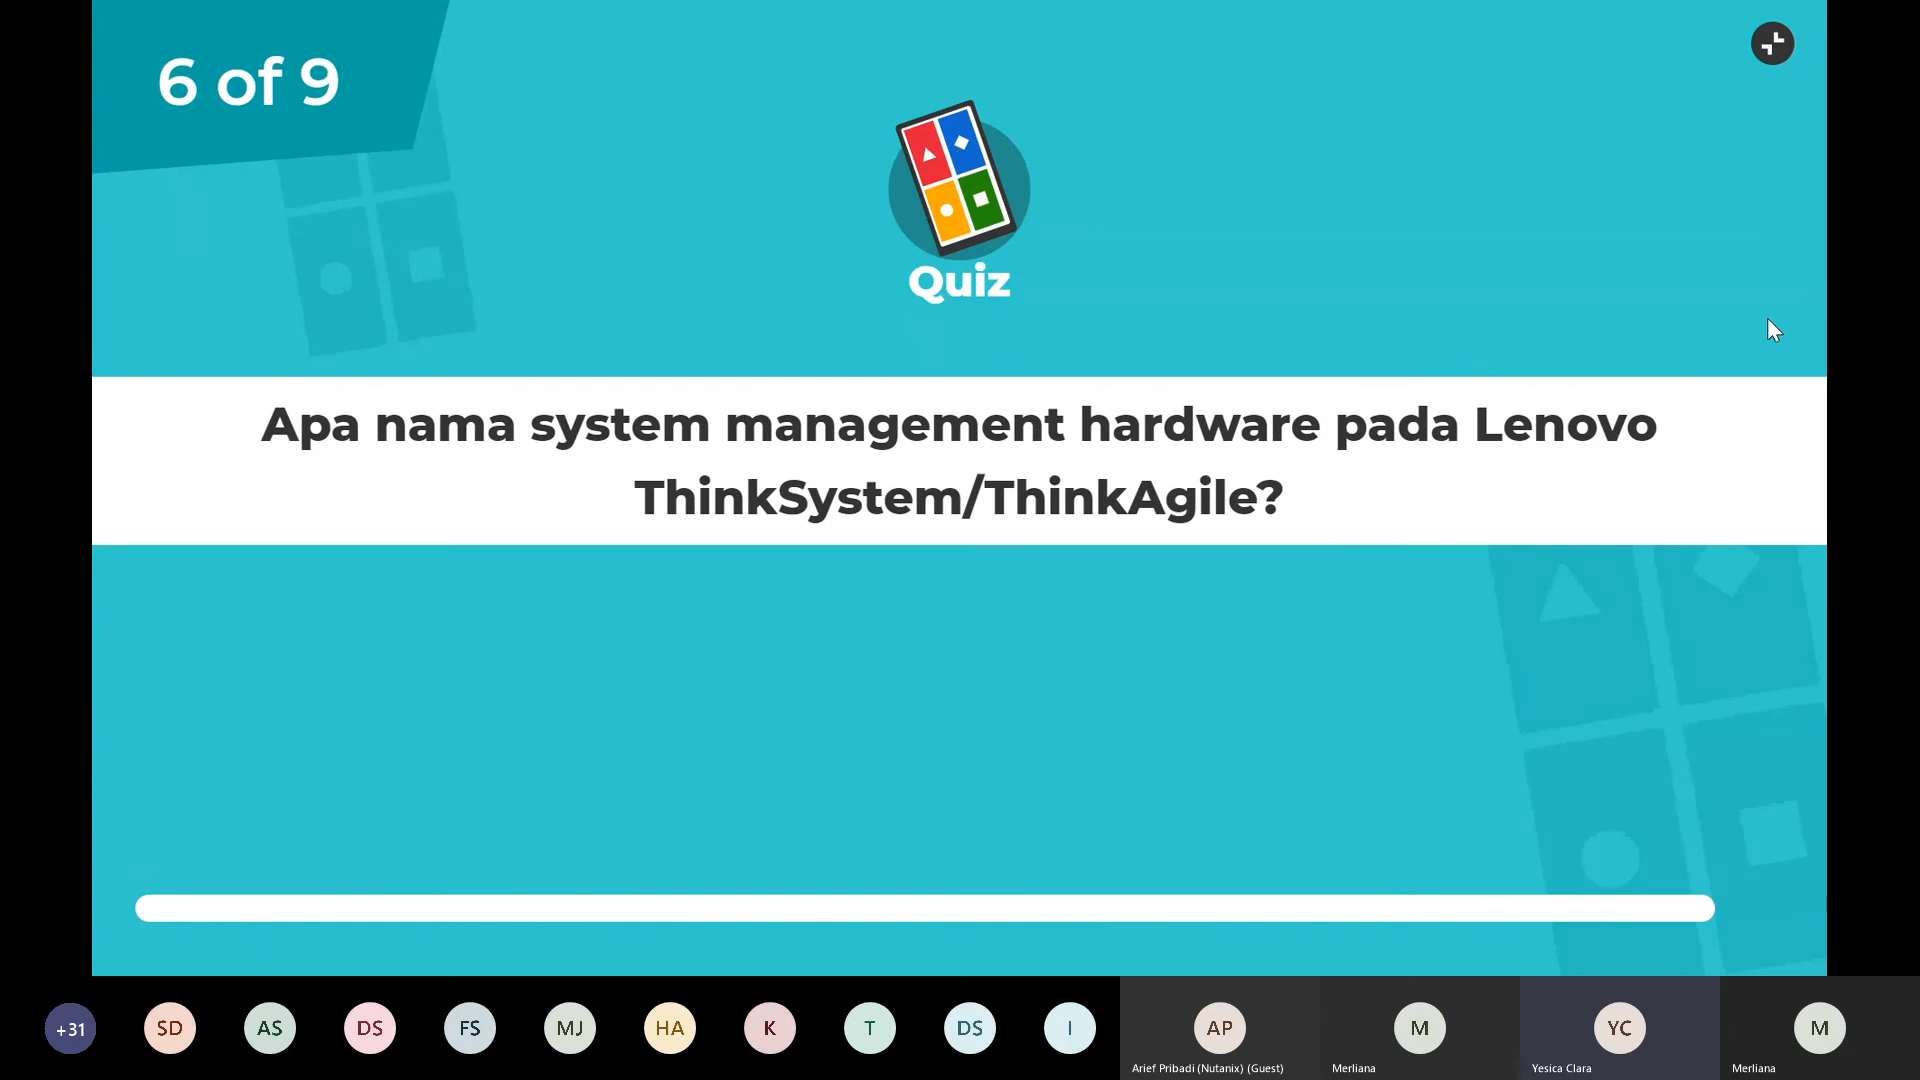 6 of 9
Quiz
Apa nama system management hardware pada Lenovo
ThinkSystem/ThinkAgile?
+31
SD
AS
DS
FS
MJ
HA
K
T
DS
I
AP
M
YC
M
Arief Pribadi (Nutanix) (Guest)
Merliana
Yesica Clara
Merliana